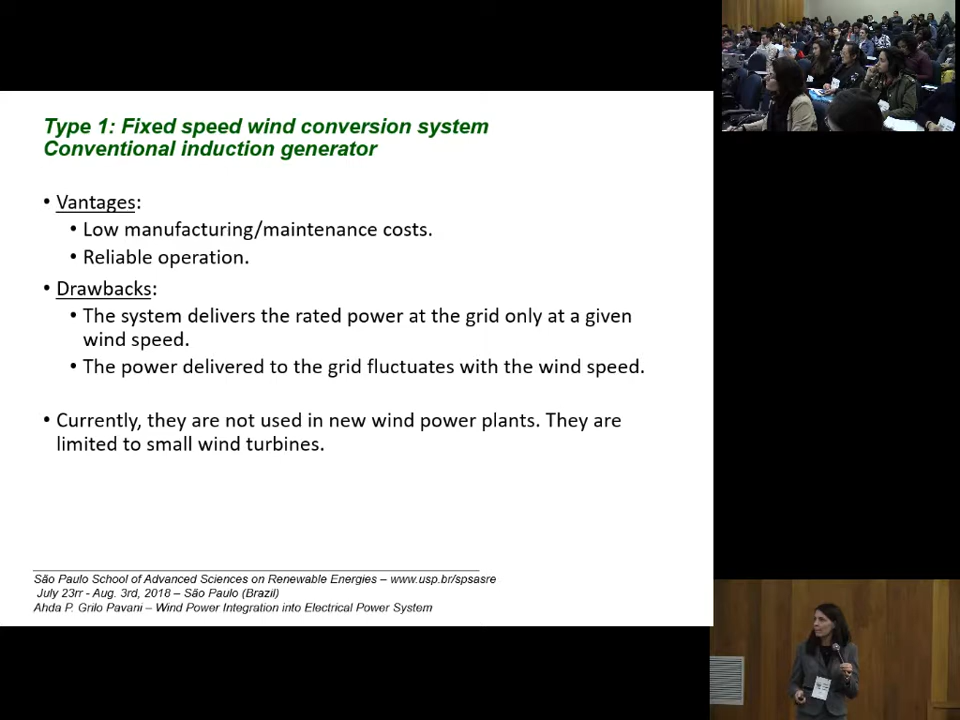 Type 1: Fixed speed wind conversion system
Conventional induction generator
• Vantages:
• Low manufacturing/maintenance costs.
• Reliable operation.
• Drawbacks:
• The system delivers the rated power at the grid only at a given
wind speed.
• The power delivered to the grid fluctuates with the wind speed.
• Currently, they are not used in new wind power plants. They are
limited to small wind turbines.
São Paulo School of Advanced Sciences on Renewable Energies – www.usp.br/spsasre
July 23rr - Aug. 3rd, 2018 – São Paulo (Brazil)
Ahda P. Grilo Pavani – Wind Power Integration into Electrical Power System